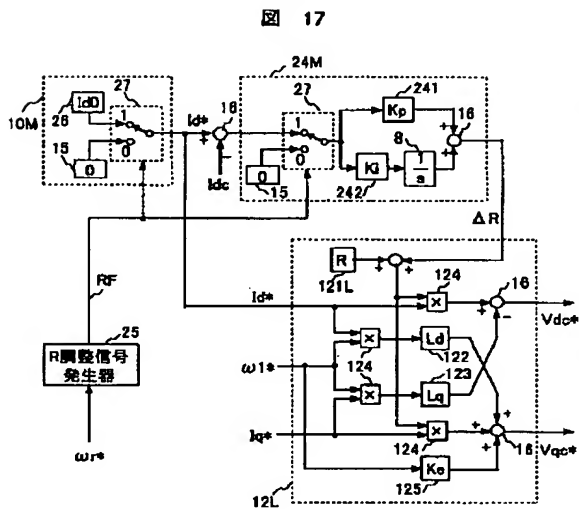 図 17
24M
27
10M
26
Id0
1
0
15
0
Id*
+
16
−
Idc
27
1
0
0
15
241
Kp
Ki
242
8
1
s
+
+
16
ΔR
RF
R
121L
+
+
Id*
124
×
+
16
−
Vdc*
25
R調整信号
発生器
ω1*
×
124
Ld
122
×
123
Lq
Iq*
×
124
+
+
+
16
Vqc*
Ke
125
12L
ωr*